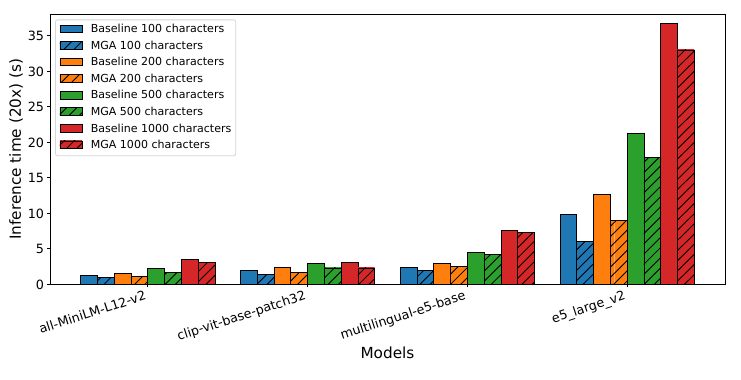 Baseline 100 characters
MGA 100 characters
Baseline 200 characters
MGA 200 characters
Baseline 500 characters
MGA 500 characters
Baseline 1000 characters
MGA 1000 characters
Inference time (20x) (s)
35
30
25
20
15
10
5
0
all-MiniLM-L12-v2
clip-vit-base-patch32
multilingual-e5-base
e5_large_v2
Models